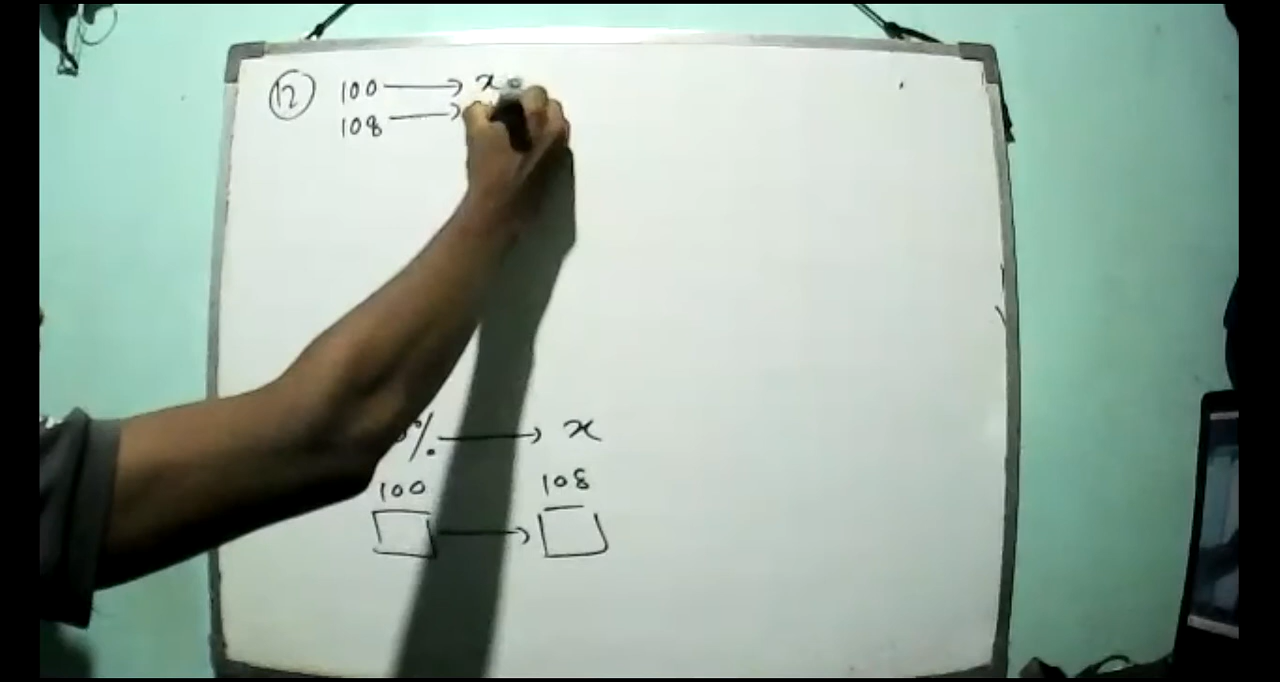 12 100 → x
108 →
% → x
100 108
□ → □